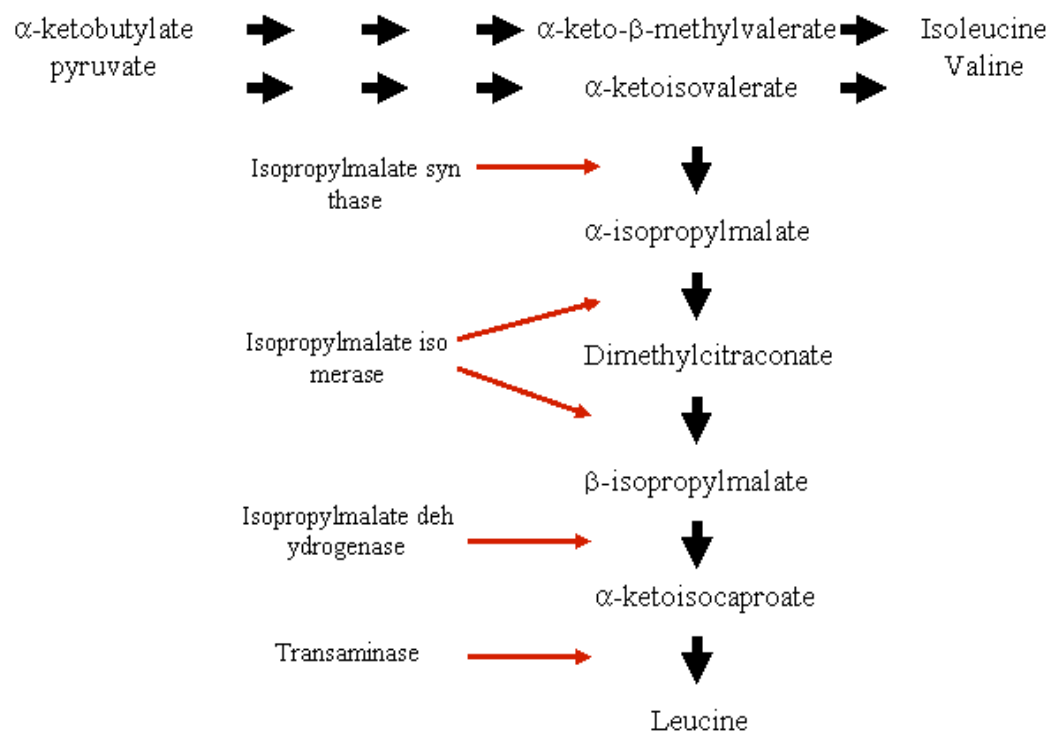 α-ketobutylate
pyruvate
α-keto-β-methylvalerate
α-ketoisovalerate
Isoleucine
Valine
Isopropylmalate syn
thase
α-isopropylmalate
Isopropylmalate iso
merase
Dimethylcitraconate
β-isopropylmalate
Isopropylmalate deh
ydrogenase
α-ketoisocaproate
Transaminase
Leucine